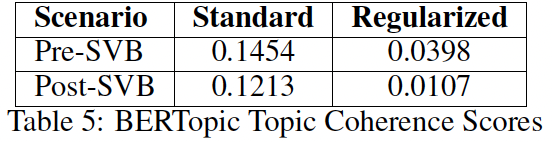 Scenario Standard Regularized
Pre-SVB 0.1454 0.0398
Post-SVB 0.1213 0.0107
Table 5: BERTopic Topic Coherence Scores